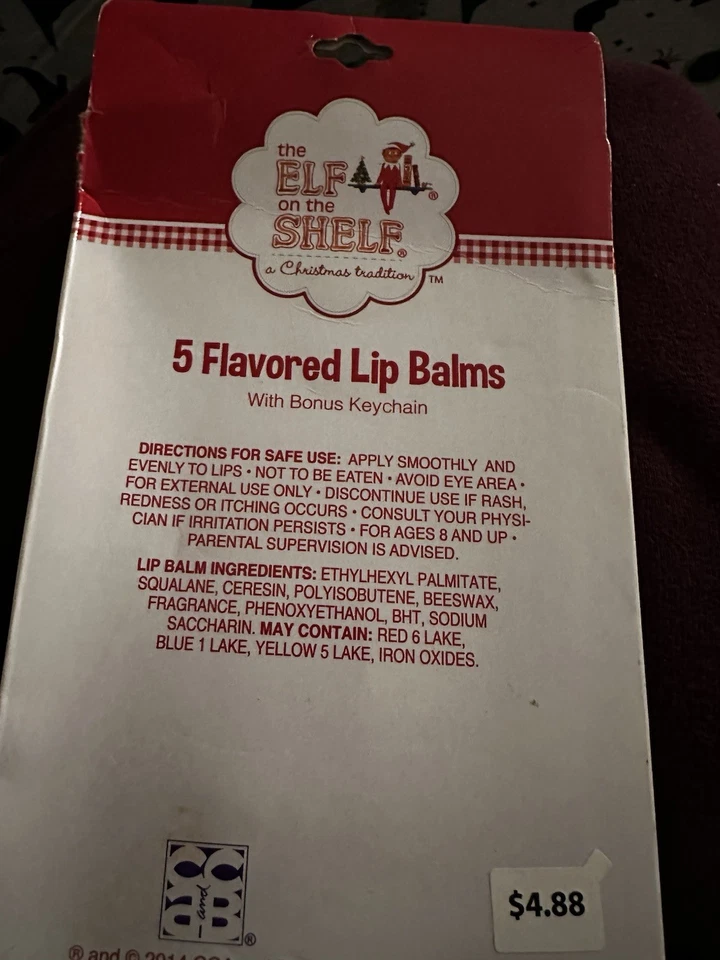 the
ELF
on the
SHELF®
a Christmas tradition™
5 Flavored Lip Balms
With Bonus Keychain
DIRECTIONS FOR SAFE USE: APPLY SMOOTHLY AND
EVENLY TO LIPS • NOT TO BE EATEN • AVOID EYE AREA •
FOR EXTERNAL USE ONLY • DISCONTINUE USE IF RASH,
REDNESS OR ITCHING OCCURS • CONSULT YOUR PHYSI-
CIAN IF IRRITATION PERSISTS • FOR AGES 8 AND UP •
PARENTAL SUPERVISION IS ADVISED.
LIP BALM INGREDIENTS: ETHYLHEXYL PALMITATE,
SQUALANE, CERESIN, POLYISOBUTENE, BEESWAX,
FRAGRANCE, PHENOXYETHANOL, BHT, SODIUM
SACCHARIN. MAY CONTAIN: RED 6 LAKE,
BLUE 1 LAKE, YELLOW 5 LAKE, IRON OXIDES.
and
$4.88
® and © 2014